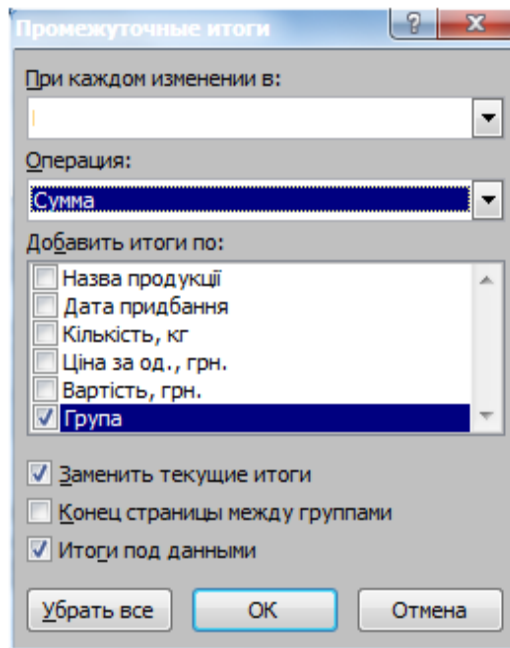 Промежуточные итоги
При каждом изменении в:
Операция:
Сумма
Добавить итоги по:
Назва продукції
Дата придбання
Кількість, кг
Ціна за од., грн.
Вартість, грн.
Група
Заменить текущие итоги
Конец страницы между группами
Итоги под данными
Убрать все ОК Отмена